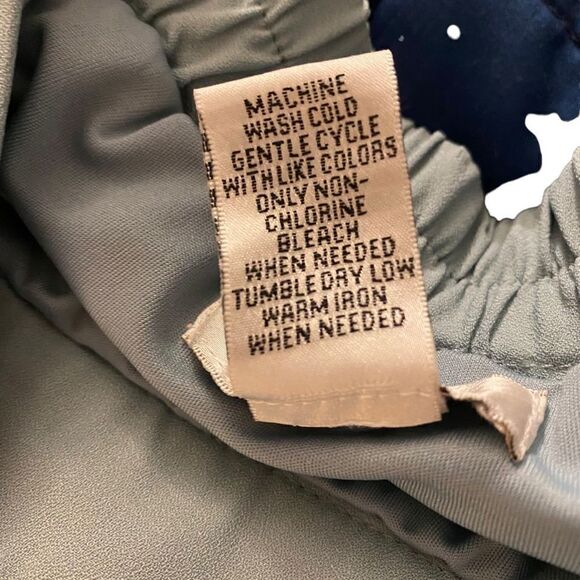 MACHINE
WASH COLD
GENTLE CYCLE
WITH LIKE COLORS
ONLY NON-
CHLORINE
BLEACH
WHEN NEEDED
TUMBLE DRY LOW
WARM IRON
WHEN NEEDED